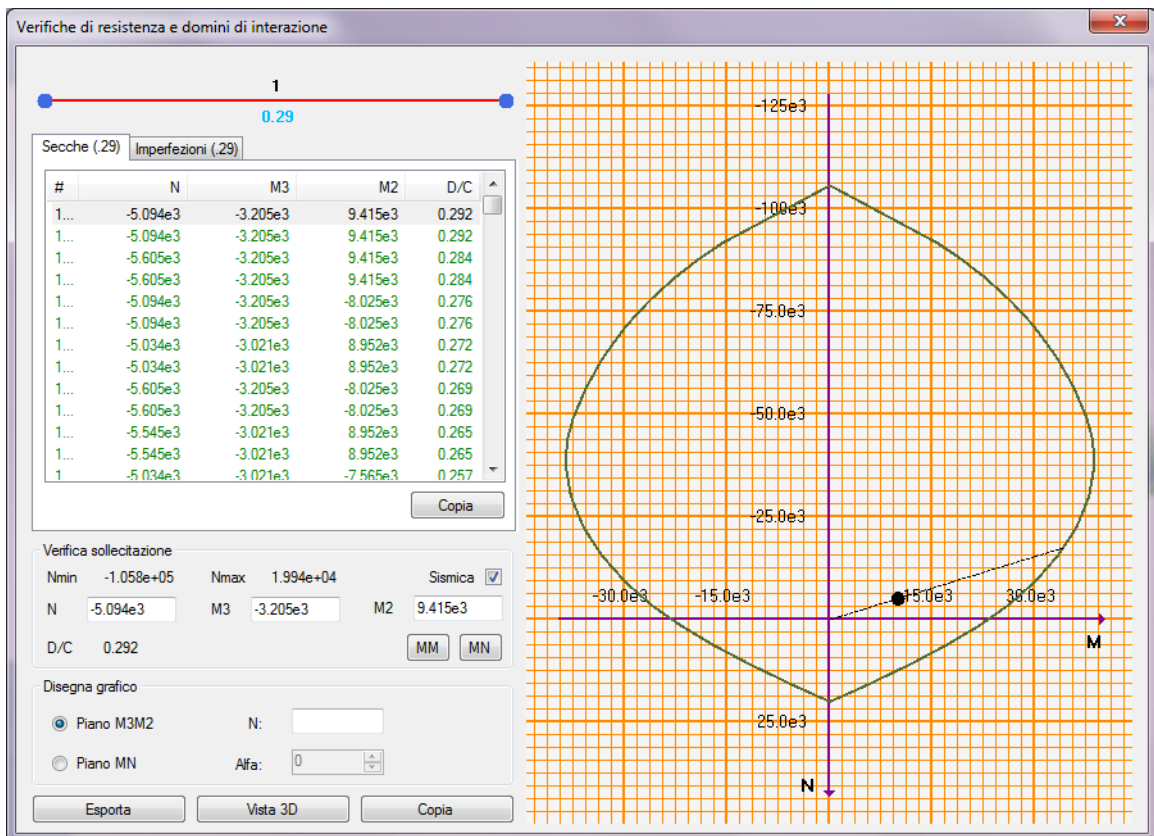 Verifiche di resistenza e domini di interazione
x
1
0.29
Secche (.29) Imperfezioni (.29)
# N M3 M2 D/C
1... -5.094e3 -3.205e3 9.415e3 0.292
1... -5.094e3 -3.205e3 9.415e3 0.292
1... -5.605e3 -3.205e3 9.415e3 0.284
1... -5.605e3 -3.205e3 9.415e3 0.284
1... -5.094e3 -3.205e3 -8.025e3 0.276
1... -5.094e3 -3.205e3 -8.025e3 0.276
1... -5.034e3 -3.021e3 8.952e3 0.272
1... -5.034e3 -3.021e3 8.952e3 0.272
1... -5.605e3 -3.205e3 -8.025e3 0.269
1... -5.605e3 -3.205e3 -8.025e3 0.269
1... -5.545e3 -3.021e3 8.952e3 0.265
1... -5.545e3 -3.021e3 8.952e3 0.265
1 -5.034e3 -3.021e3 -7.565e3 0.257
Copia
Verifica sollecitazione
Nmin -1.058e+05 Nmax 1.994e+04 Sismica
N -5.094e3 M3 -3.205e3 M2 9.415e3
D/C 0.292 MM MN
Disegna grafico
Piano M3M2 N:
Piano MN Alfa: 0
Esporta Vista 3D Copia
-125e3
-100e3
-75.0e3
-50.0e3
-25.0e3
-30.0e3 -15.0e3 15.0e3 30.0e3
M
25.0e3
N